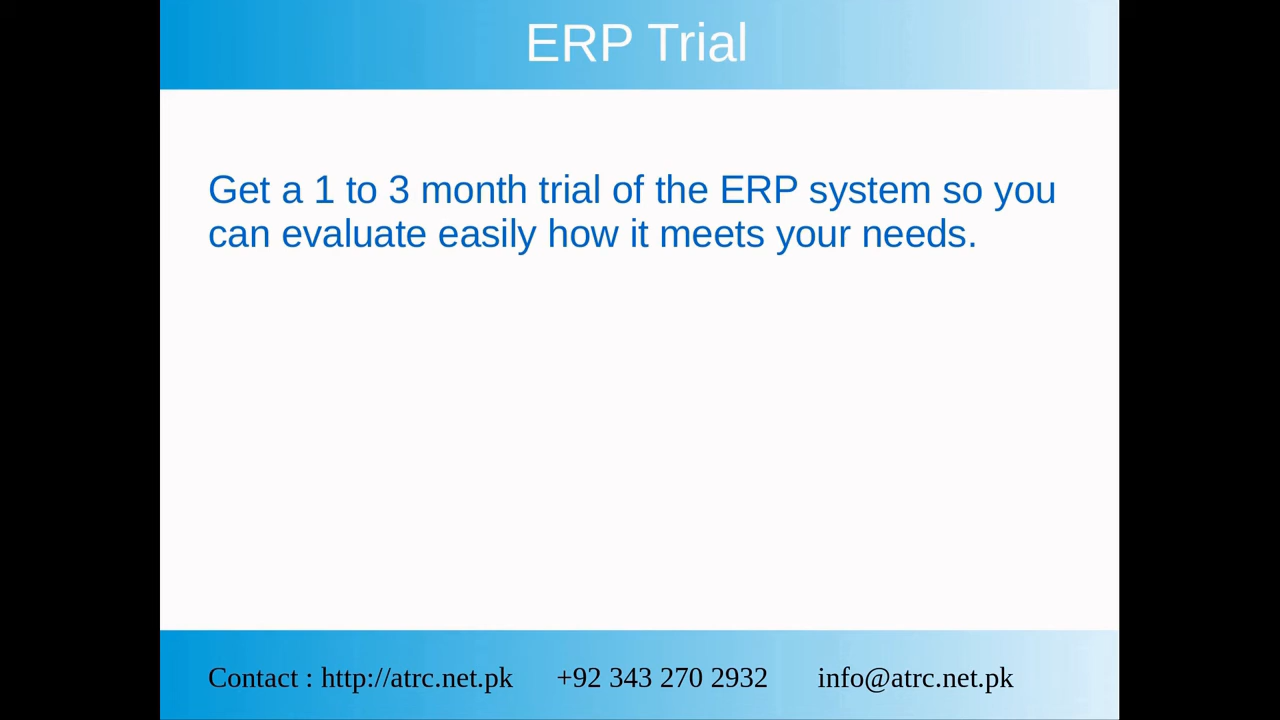 ERP Trial
Get a 1 to 3 month trial of the ERP system so you
can evaluate easily how it meets your needs.
Contact : http://atrc.net.pk +92 343 270 2932 info@atrc.net.pk